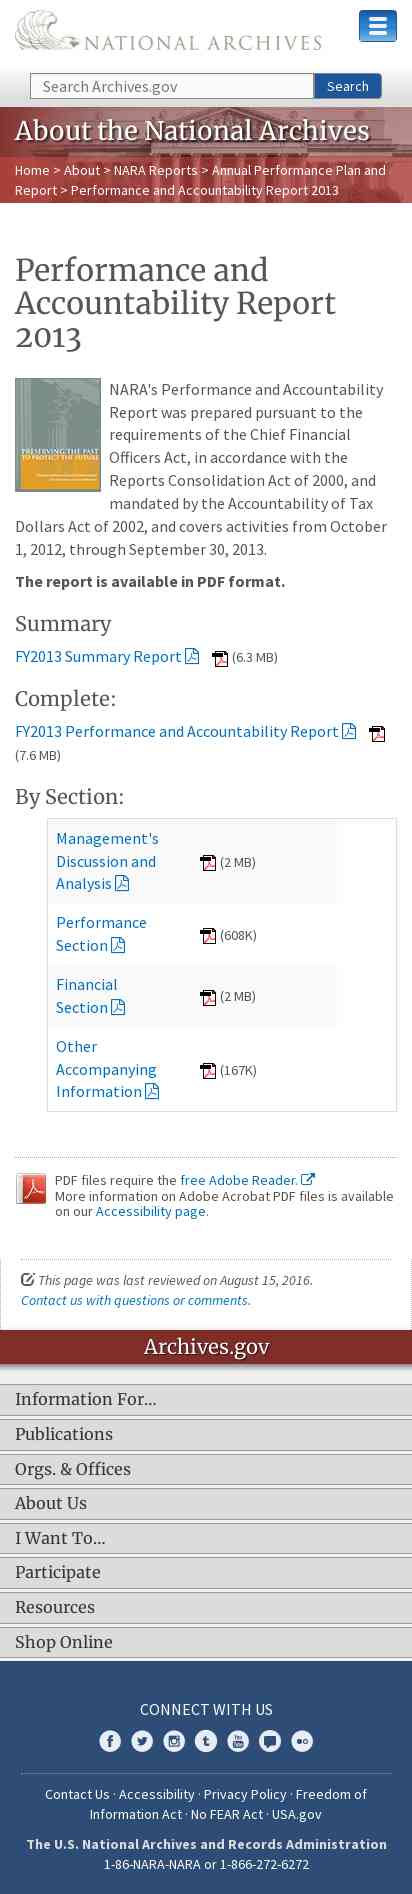 NATIONAL ARCHIVES
Search Archives.gov
Search
About the National Archives
Home > About > NARA Reports > Annual Performance Plan and
Report > Performance and Accountability Report 2013
Performance and
Accountability Report
2013
PRESERVING THE PAST
TO PROTECT THE FUTURE
NARA's Performance and Accountability
Report was prepared pursuant to the
requirements of the Chief Financial
Officers Act, in accordance with the
Reports Consolidation Act of 2000, and
mandated by the Accountability of Tax
Dollars Act of 2002, and covers activities from October
1, 2012, through September 30, 2013.
The report is available in PDF format.
Summary
FY2013 Summary Report (6.3 MB)
Complete:
FY2013 Performance and Accountability Report
(7.6 MB)
By Section:
Management's
Discussion and
Analysis
(2 MB)
Performance
Section
(608K)
Financial
Section
(2 MB)
Other
Accompanying
Information
(167K)
PDF files require the free Adobe Reader.
More information on Adobe Acrobat PDF files is available
on our Accessibility page.
This page was last reviewed on August 15, 2016.
Contact us with questions or comments.
Archives.gov
Information For...
Publications
Orgs. & Offices
About Us
I Want To...
Participate
Resources
Shop Online
CONNECT WITH US
Contact Us · Accessibility · Privacy Policy · Freedom of
Information Act · No FEAR Act · USA.gov
The U.S. National Archives and Records Administration
1-86-NARA-NARA or 1-866-272-6272